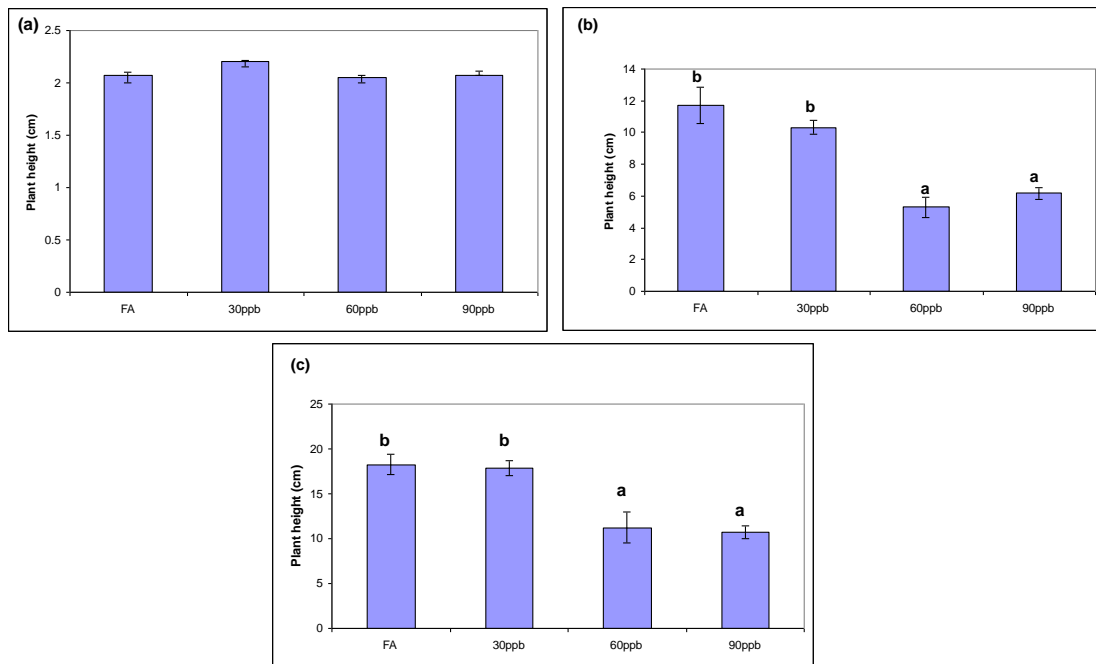 (a)
Plant height (cm)
2.5
2
1.5
1
0.5
0
FA 30ppb 60ppb 90ppb
(b)
Plant height (cm)
14
12
10
8
6
4
2
0
b b a a
FA 30ppb 60ppb 90ppb
(c)
Plant height (cm)
25
20
15
10
5
0
b b a a
FA 30ppb 60ppb 90ppb